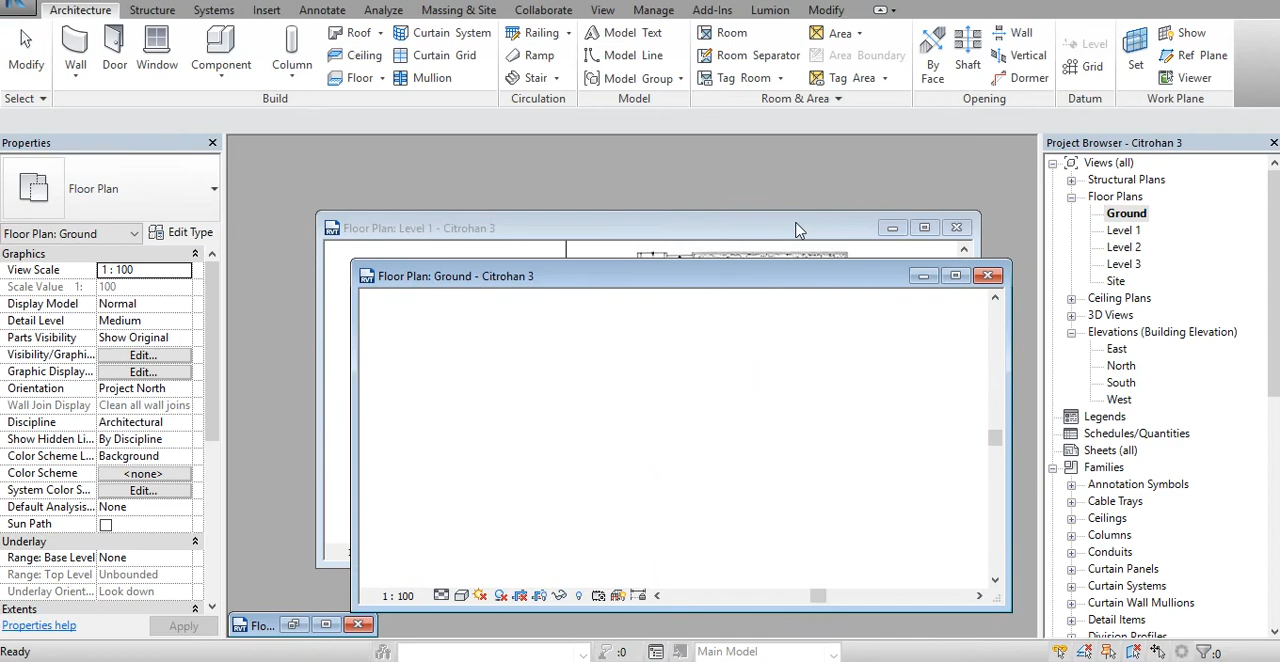 Architecture Structure Systems Insert Annotate Analyze Massing & Site Collaborate View Manage Add-Ins Lumion Modify
Modify
Wall
Door
Window
Component
Column
Roof
Ceiling
Floor
Curtain System
Curtain Grid
Mullion
Railing
Ramp
Stair
Model Text
Model Line
Model Group
Room
Room Separator
Tag Room
Area
Area Boundary
Tag Area
By Face
Shaft
Wall
Vertical
Dormer
Level
Grid
Set
Show
Ref Plane
Viewer
Select Build Circulation Model Room & Area Opening Datum Work Plane
Properties
Floor Plan
Floor Plan: Ground Edit Type
Graphics
View Scale 1 : 100
Scale Value 1: 100
Display Model Normal
Detail Level Medium
Parts Visibility Show Original
Visibility/Graphi... Edit...
Graphic Display... Edit...
Orientation Project North
Wall Join Display Clean all wall joins
Discipline Architectural
Show Hidden Li... By Discipline
Color Scheme L... Background
Color Scheme <none>
System Color S... Edit...
Default Analysis... None
Sun Path
Underlay
Range: Base Level None
Range: Top Level Unbounded
Underlay Orient... Look down
Extents
Properties help Apply
Floor Plan: Level 1 - Citrohan 3
Floor Plan: Ground - Citrohan 3
1 : 100
Flo...
Project Browser - Citrohan 3
Views (all)
Structural Plans
Floor Plans
Ground
Level 1
Level 2
Level 3
Site
Ceiling Plans
3D Views
Elevations (Building Elevation)
East
North
South
West
Legends
Schedules/Quantities
Sheets (all)
Families
Annotation Symbols
Cable Trays
Ceilings
Columns
Conduits
Curtain Panels
Curtain Systems
Curtain Wall Mullions
Detail Items
Division Profiles
Ready
:0
Main Model
:0